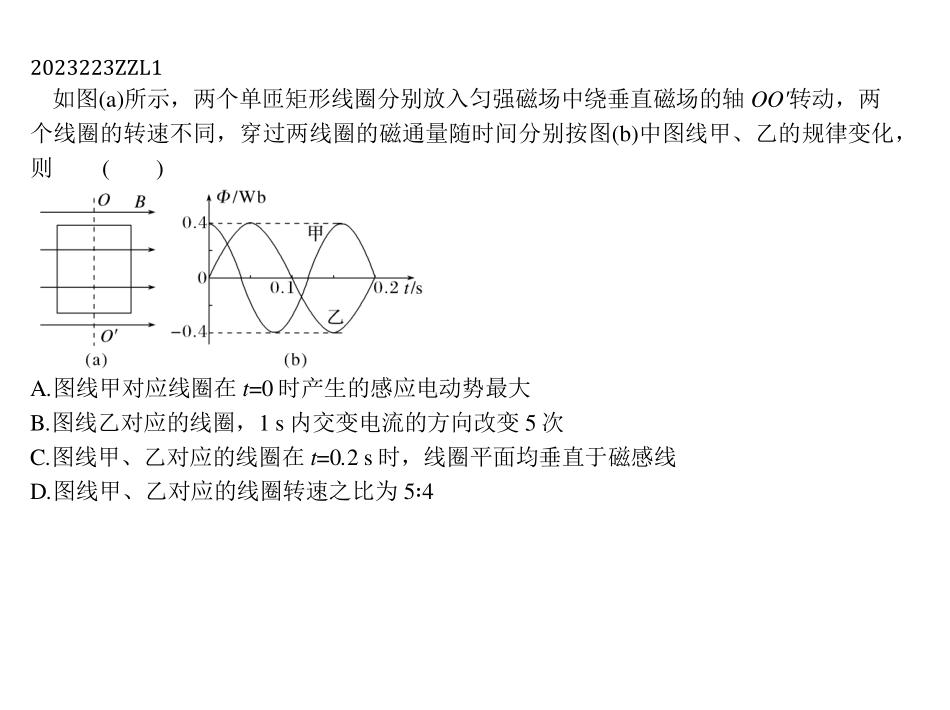 2023223ZZL1
如图(a)所示，两个单匝矩形线圈分别放入匀强磁场中绕垂直磁场的轴 OO′转动，两
个线圈的转速不同，穿过两线圈的磁通量随时间分别按图(b)中图线甲、乙的规律变化，
则 ( )
O B Φ/Wb
0.4
甲
0 0.1 0.2 t/s
乙
−0.4
O′
(a) (b)
A.图线甲对应线圈在 t=0 时产生的感应电动势最大
B.图线乙对应的线圈，1 s 内交变电流的方向改变 5 次
C.图线甲、乙对应的线圈在 t=0.2 s 时，线圈平面均垂直于磁感线
D.图线甲、乙对应的线圈转速之比为 5∶4